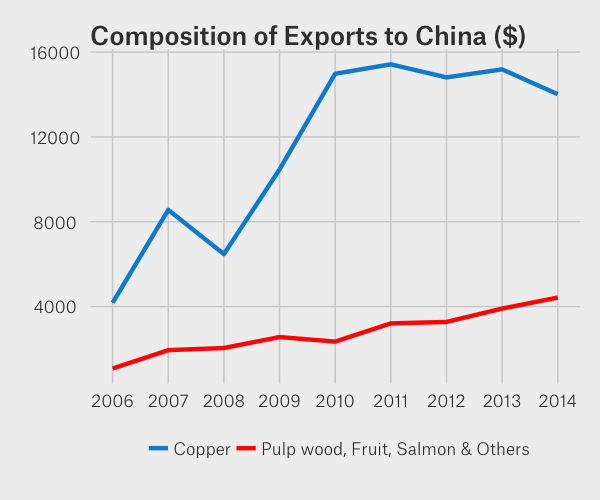 Composition of Exports to China ($)
16000
12000
8000
4000
2006 2007 2008 2009 2010 2011 2012 2013 2014
Copper Pulp wood, Fruit, Salmon & Others